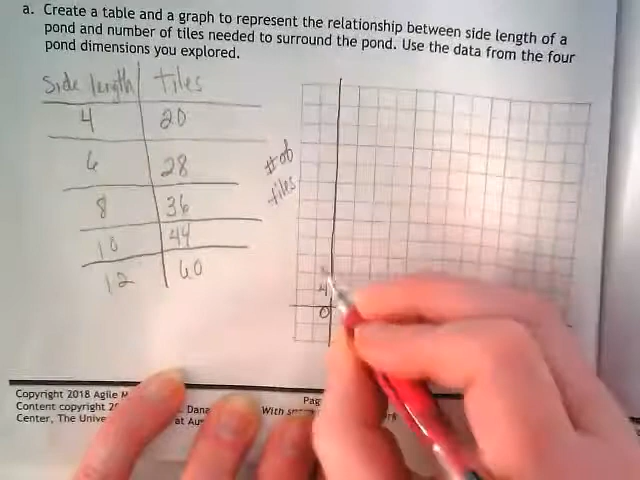 a. Create a table and a graph to represent the relationship between side length of a
pond and number of tiles needed to surround the pond. Use the data from the four
pond dimensions you explored.
Side length tiles
4 20
6 28
8 36
10 44
12 60
# of
tiles
4
0
Copyright 2018 Agile
Content copyright
Center, The
With